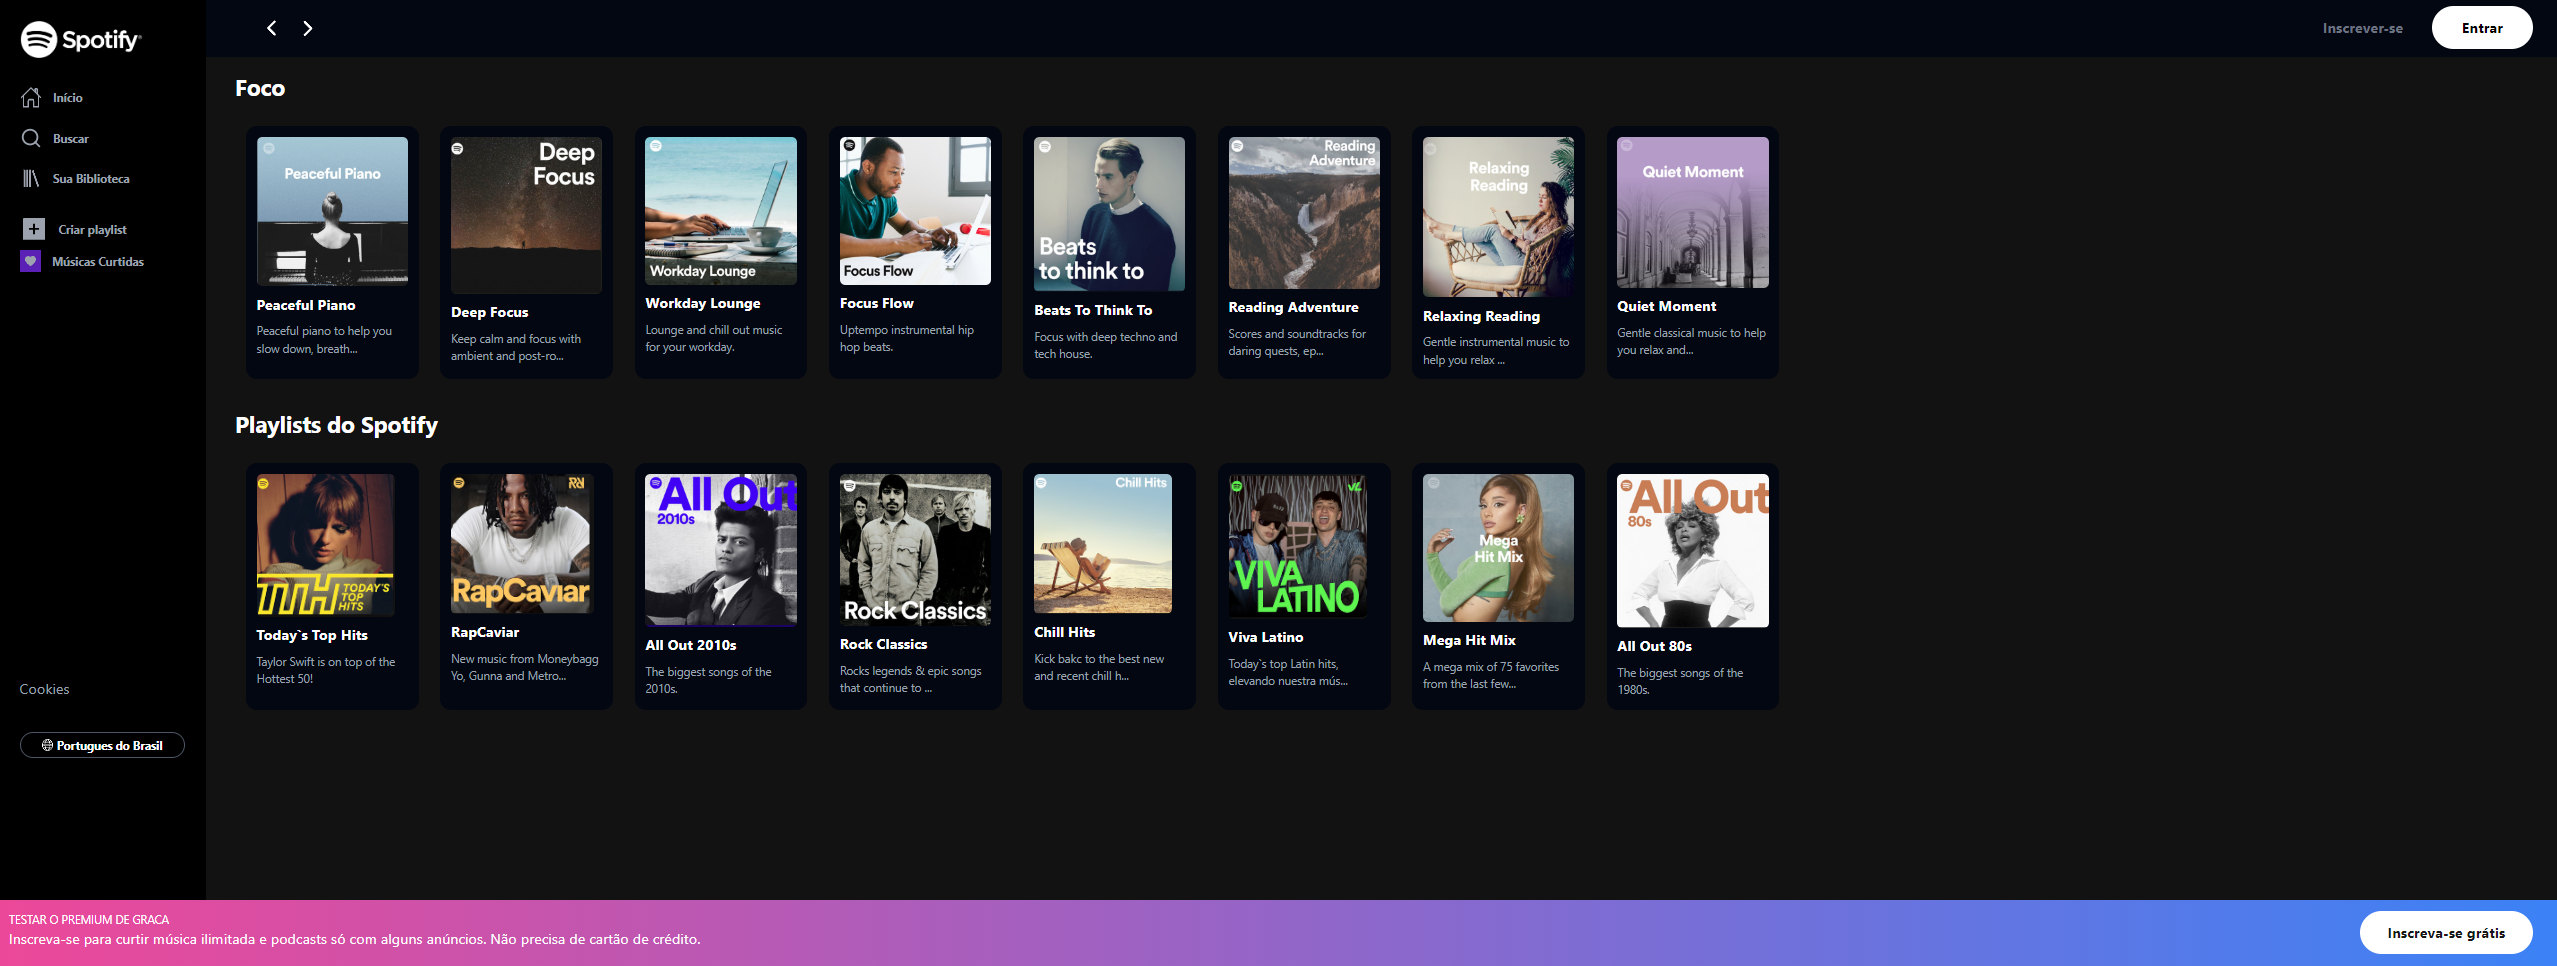 Spotify
Início
Buscar
Sua Biblioteca
Criar playlist
Músicas Curtidas
Cookies
Portugues do Brasil
Inscrever-se
Entrar
Foco
Peaceful Piano
Peaceful Piano
Peaceful piano to help you
slow down, breath...
Deep
Focus
Deep Focus
Keep calm and focus with
ambient and post-ro...
Workday Lounge
Workday Lounge
Lounge and chill out music
for your workday.
Focus Flow
Focus Flow
Uptempo instrumental hip
hop beats.
Beats
to think to
Beats To Think To
Focus with deep techno and
tech house.
Reading
Adventure
Reading Adventure
Scores and soundtracks for
daring quests, ep...
Relaxing
Reading
Relaxing Reading
Gentle instrumental music to
help you relax ...
Quiet Moment
Quiet Moment
Gentle classical music to help
you relax and...
Playlists do Spotify
TTH TODAY'S
TOP
HITS
Today`s Top Hits
Taylor Swift is on top of the
Hottest 50!
RapCaviar
RapCaviar
New music from Moneybagg
Yo, Gunna and Metro...
All Out
2010s
All Out 2010s
The biggest songs of the
2010s.
Rock Classics
Rock Classics
Rocks legends & epic songs
that continue to ...
Chill Hits
Chill Hits
Kick bakc to the best new
and recent chill h...
VIVA
LATINO
Viva Latino
Today`s top Latin hits,
elevando nuestra mús...
Mega
Hit Mix
Mega Hit Mix
A mega mix of 75 favorites
from the last few...
All Out
80s
All Out 80s
The biggest songs of the
1980s.
TESTAR O PREMIUM DE GRACA
Inscreva-se para curtir música ilimitada e podcasts só com alguns anúncios. Não precisa de cartão de crédito.
Inscreva-se grátis